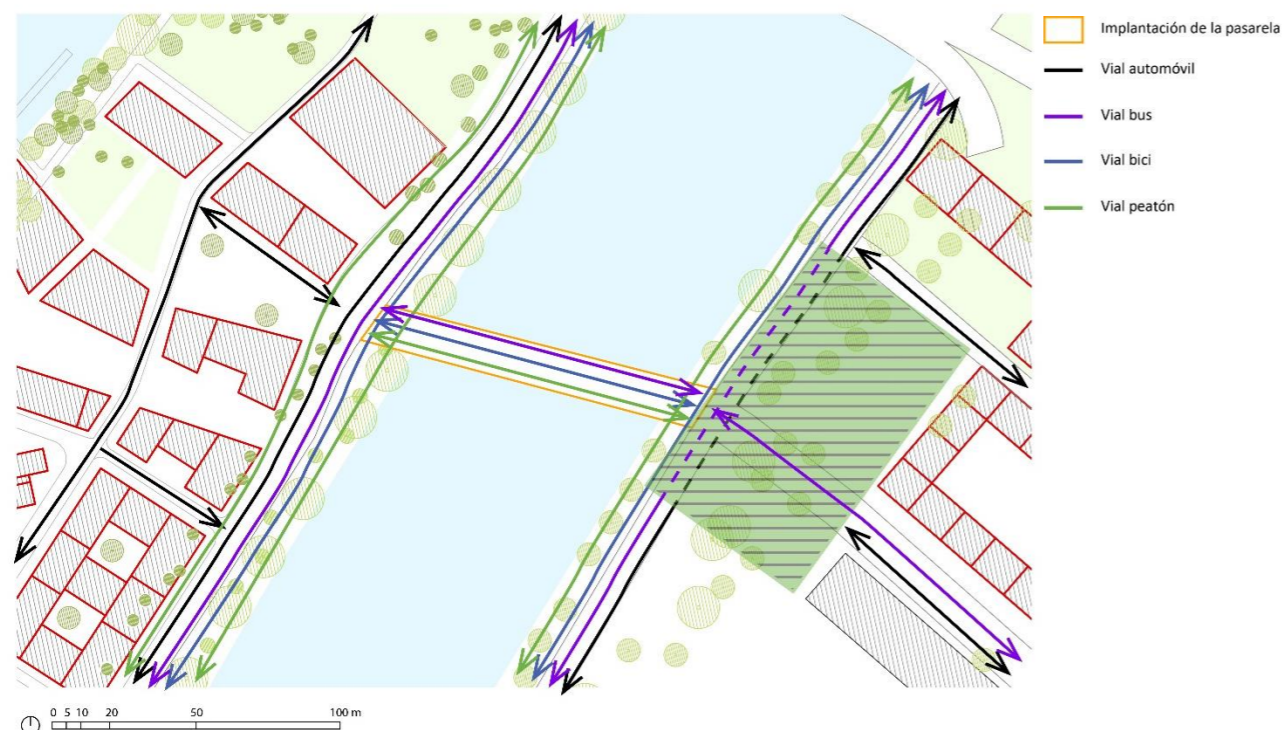 Implantación de la pasarela
Vial automóvil
Vial bus
Vial bici
Vial peatón
0 5 10 20 50 100 m